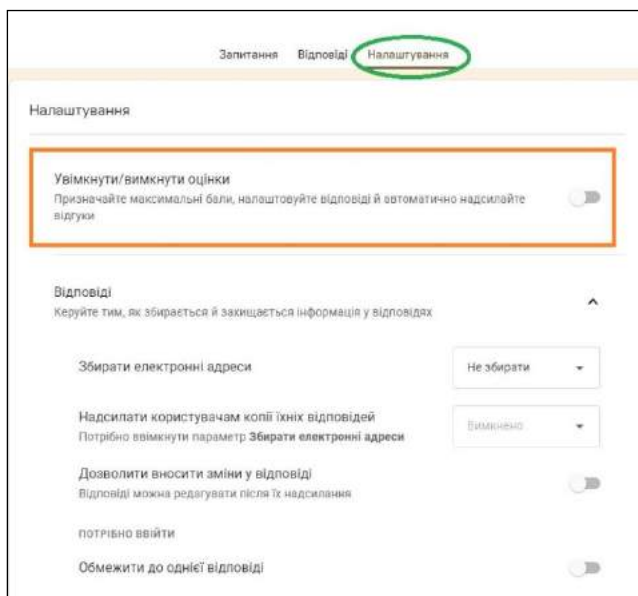 Запитання Відповіді Налаштування
Налаштування
Увімкнути/вимкнути оцінки
Призначайте максимальні бали, налаштовуйте відповіді й автоматично надсилайте
відгуки
Відповіді
Керуйте тим, як збирається й захищається інформація у відповідях
Збирати електронні адреси
Не збирати
Надсилати користувачам копії їхніх відповідей
Потрібно ввімкнути параметр Збирати електронні адреси
Вимкнено
Дозволити вносити зміни у відповіді
Відповіді можна редагувати після їх надсилання
ПОТРІБНО ВВІЙТИ
Обмежити до однієї відповіді